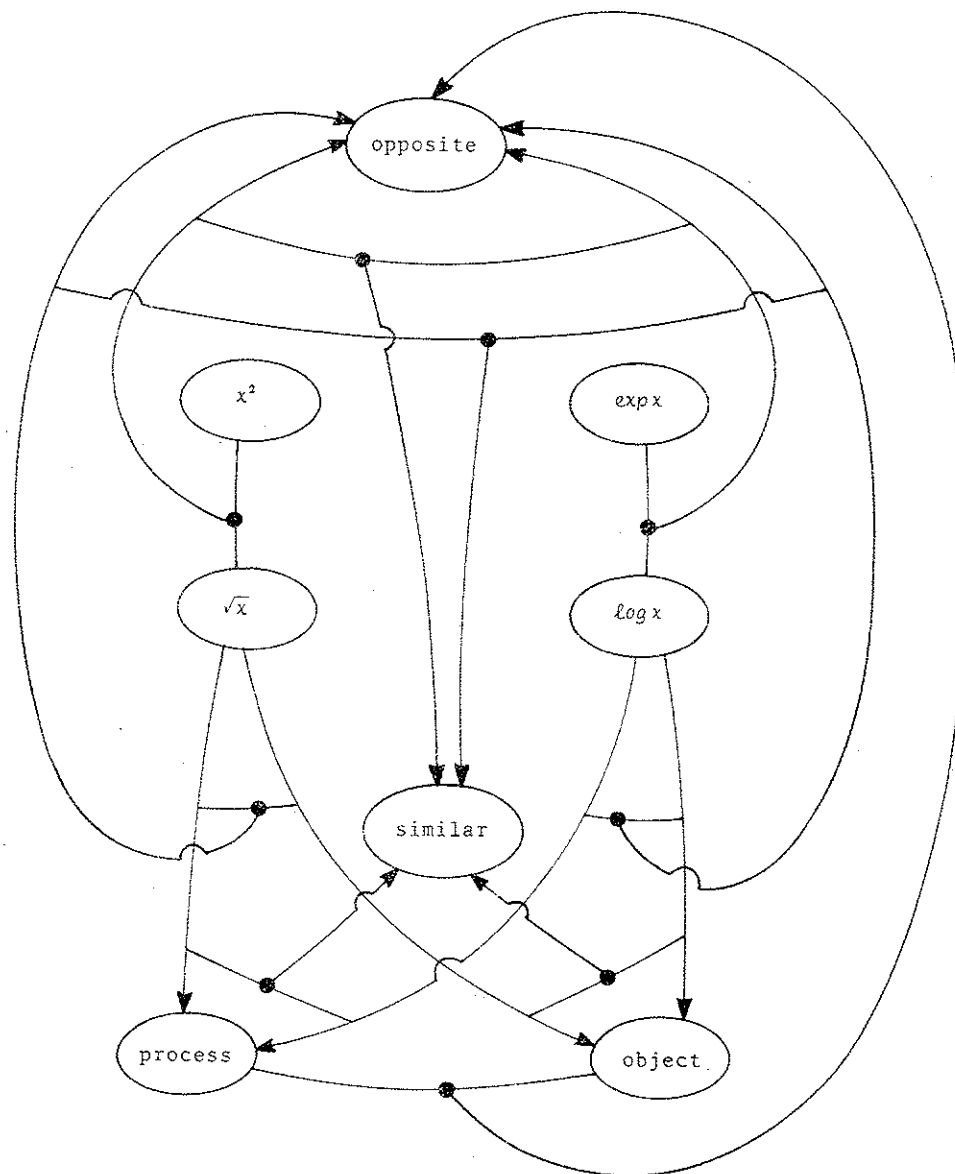 opposite
x²
exp x
√x
log x
similar
process
object